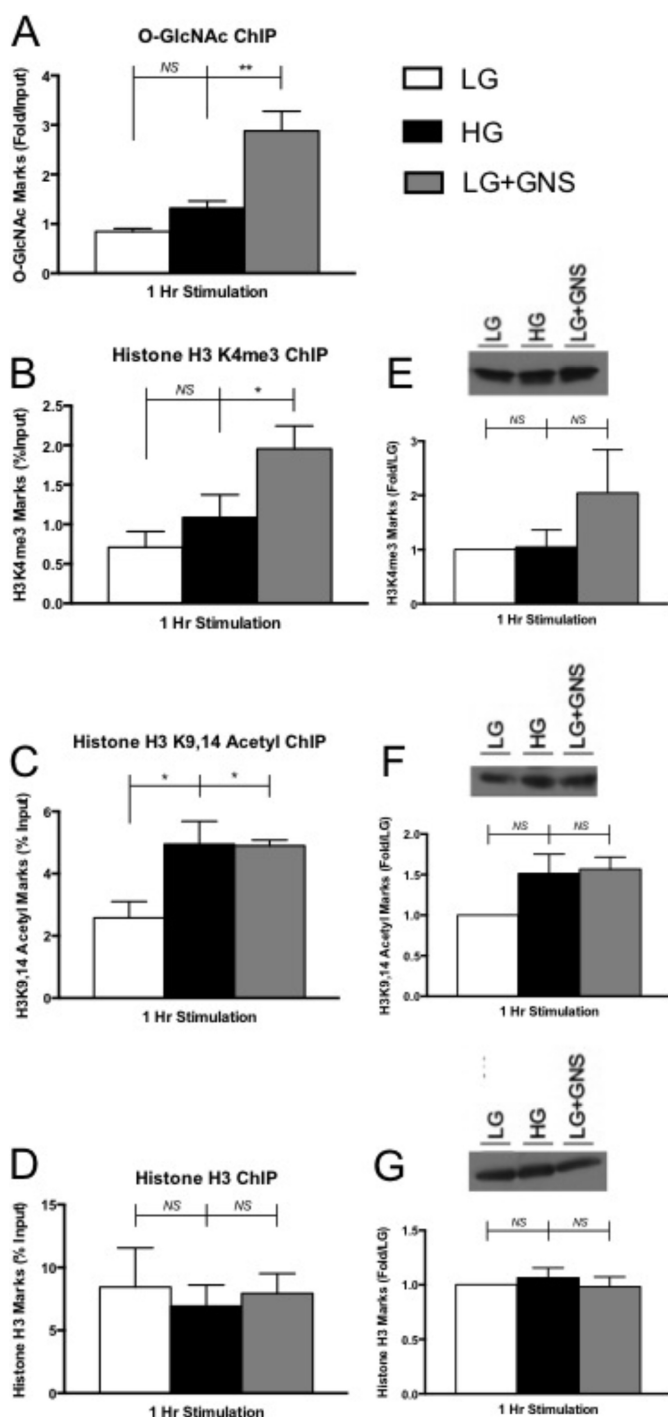 A
O-GlcNAc ChIP
NS
**
O-GlcNAc Marks (Fold/Input)
4
3
2
1
0
1 Hr Stimulation
LG
HG
LG+GNS
B
Histone H3 K4me3 ChIP
NS
*
H3K4me3 Marks (%Input)
2.5
2.0
1.5
1.0
0.5
0.0
1 Hr Stimulation
E
LG
HG
LG+GNS
NS
NS
H3K4me3 Marks (Fold/LG)
3
2
1
0
1 Hr Stimulation
C
Histone H3 K9,14 Acetyl ChIP
*
*
H3K9,14 Acetyl Marks (% Input)
6
4
2
0
1 Hr Stimulation
F
LG
HG
LG+GNS
NS
NS
H3K9,14 Acetyl Marks (Fold/LG)
2.0
1.5
1.0
0.5
0.0
1 Hr Stimulation
D
Histone H3 ChIP
NS
NS
Histone H3 Marks (% Input)
15
10
5
0
1 Hr Stimulation
G
LG
HG
LG+GNS
NS
NS
Histone H3 Marks (Fold/LG)
1.5
1.0
0.5
0.0
1 Hr Stimulation